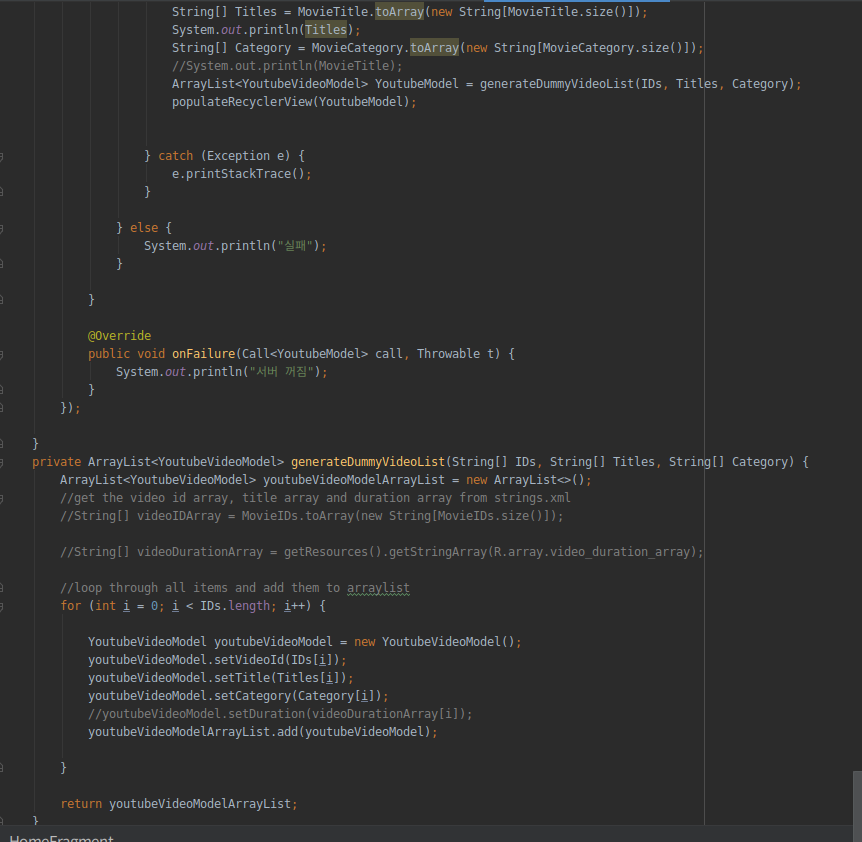 String[] Titles = MovieTitle.toArray(new String[MovieTitle.size()]);
System.out.println(Titles);
String[] Category = MovieCategory.toArray(new String[MovieCategory.size()]);
//System.out.println(MovieTitle);
ArrayList<YoutubeVideoModel> YoutubeModel = generateDummyVideoList(IDs, Titles, Category);
populateRecyclerView(YoutubeModel);
} catch (Exception e) {
e.printStackTrace();
}
} else {
System.out.println("실패");
}
}
@Override
public void onFailure(Call<YoutubeModel> call, Throwable t) {
System.out.println("서버 꺼짐");
}
});
}
private ArrayList<YoutubeVideoModel> generateDummyVideoList(String[] IDs, String[] Titles, String[] Category) {
ArrayList<YoutubeVideoModel> youtubeVideoModelArrayList = new ArrayList<>();
//get the video id array, title array and duration array from strings.xml
//String[] videoIDArray = MovieIDs.toArray(new String[MovieIDs.size()]);
//String[] videoDurationArray = getResources().getStringArray(R.array.video_duration_array);
//loop through all items and add them to arraylist
for (int i = 0; i < IDs.length; i++) {
YoutubeVideoModel youtubeVideoModel = new YoutubeVideoModel();
youtubeVideoModel.setVideoId(IDs[i]);
youtubeVideoModel.setTitle(Titles[i]);
youtubeVideoModel.setCategory(Category[i]);
//youtubeVideoModel.setDuration(videoDurationArray[i]);
youtubeVideoModelArrayList.add(youtubeVideoModel);
}
return youtubeVideoModelArrayList;
}
HomeFragment